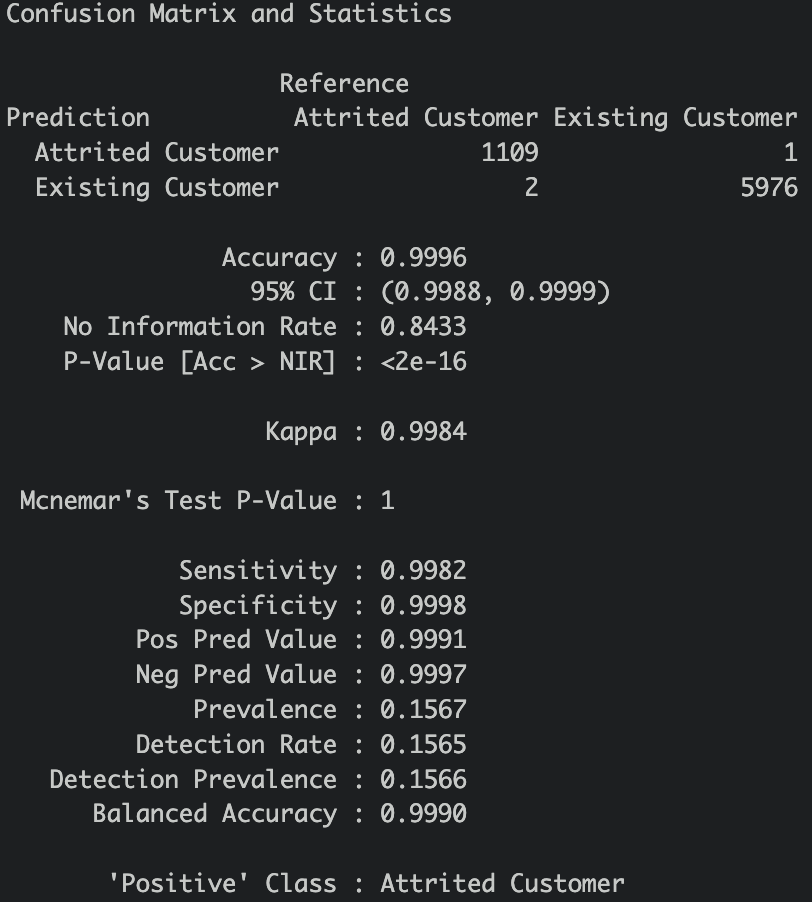 Confusion Matrix and Statistics
Reference
Prediction Attrited Customer Existing Customer
Attrited Customer 1109 1
Existing Customer 2 5976
Accuracy : 0.9996
95% CI : (0.9988, 0.9999)
No Information Rate : 0.8433
P-Value [Acc > NIR] : <2e-16
Kappa : 0.9984
Mcnemar's Test P-Value : 1
Sensitivity : 0.9982
Specificity : 0.9998
Pos Pred Value : 0.9991
Neg Pred Value : 0.9997
Prevalence : 0.1567
Detection Rate : 0.1565
Detection Prevalence : 0.1566
Balanced Accuracy : 0.9990
'Positive' Class : Attrited Customer